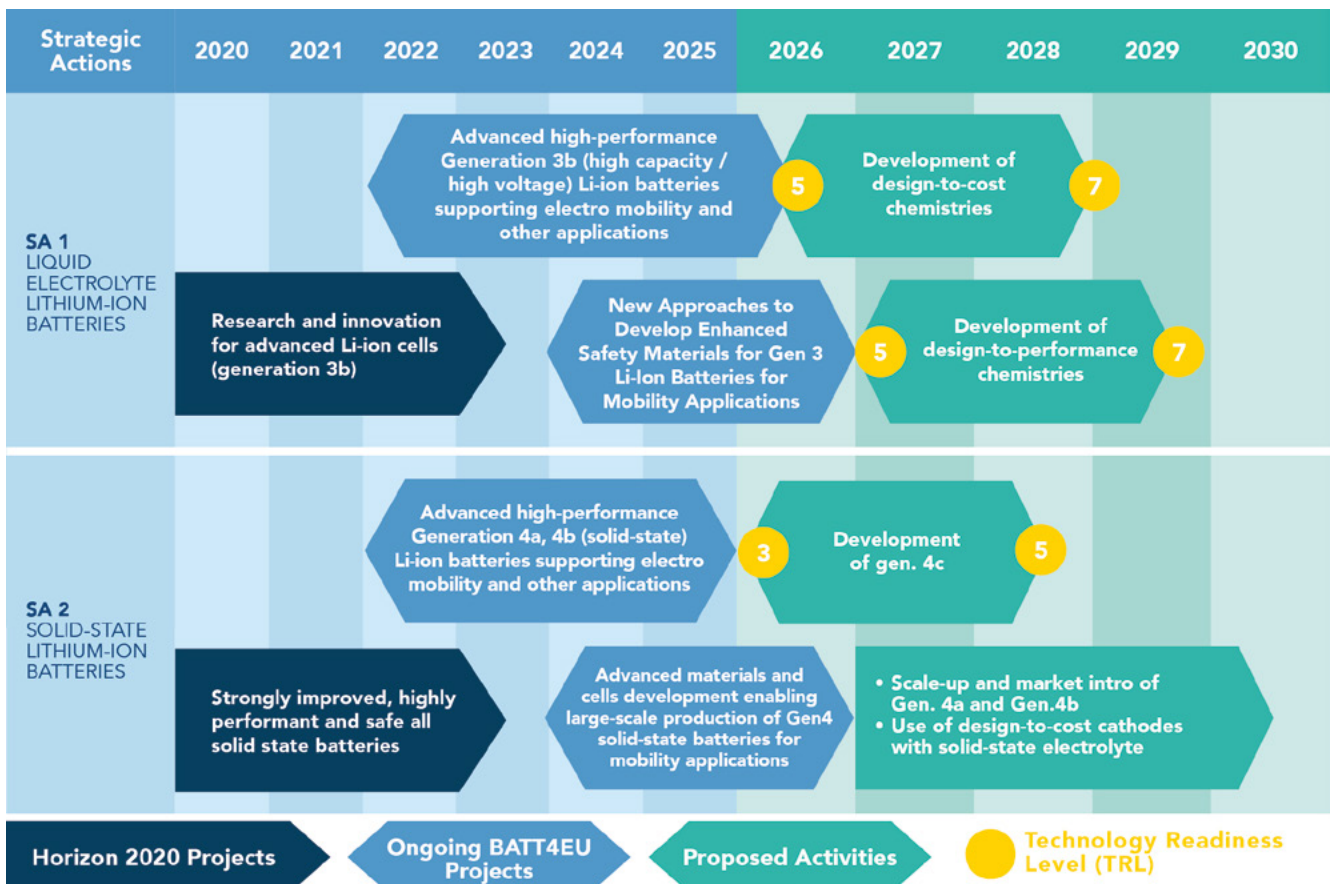 Strategic
Actions
2020
2021
2022
2023
2024
2025
2026
2027
2028
2029
2030
SA 1
LIQUID
ELECTROLYTE
LITHIUM-ION
BATTERIES
Advanced high-performance
Generation 3b (high capacity /
high voltage) Li-ion batteries
supporting electro mobility and
other applications
5
Development of
design-to-cost
chemistries
7
Research and innovation
for advanced Li-ion cells
(generation 3b)
New Approaches to
Develop Enhanced
Safety Materials for Gen 3
Li-Ion Batteries for
Mobility Applications
5
Development of
design-to-performance
chemistries
7
SA 2
SOLID-STATE
LITHIUM-ION
BATTERIES
Advanced high-performance
Generation 4a, 4b (solid-state)
Li-ion batteries supporting electro
mobility and other applications
3
Development
of gen. 4c
5
Strongly improved, highly
performant and safe all
solid state batteries
Advanced materials and
cells development enabling
large-scale production of Gen4
solid-state batteries for
mobility applications
• Scale-up and market intro of
Gen. 4a and Gen.4b
• Use of design-to-cost cathodes
with solid-state electrolyte
Horizon 2020 Projects
Ongoing BATT4EU
Projects
Proposed Activities
Technology Readiness
Level (TRL)